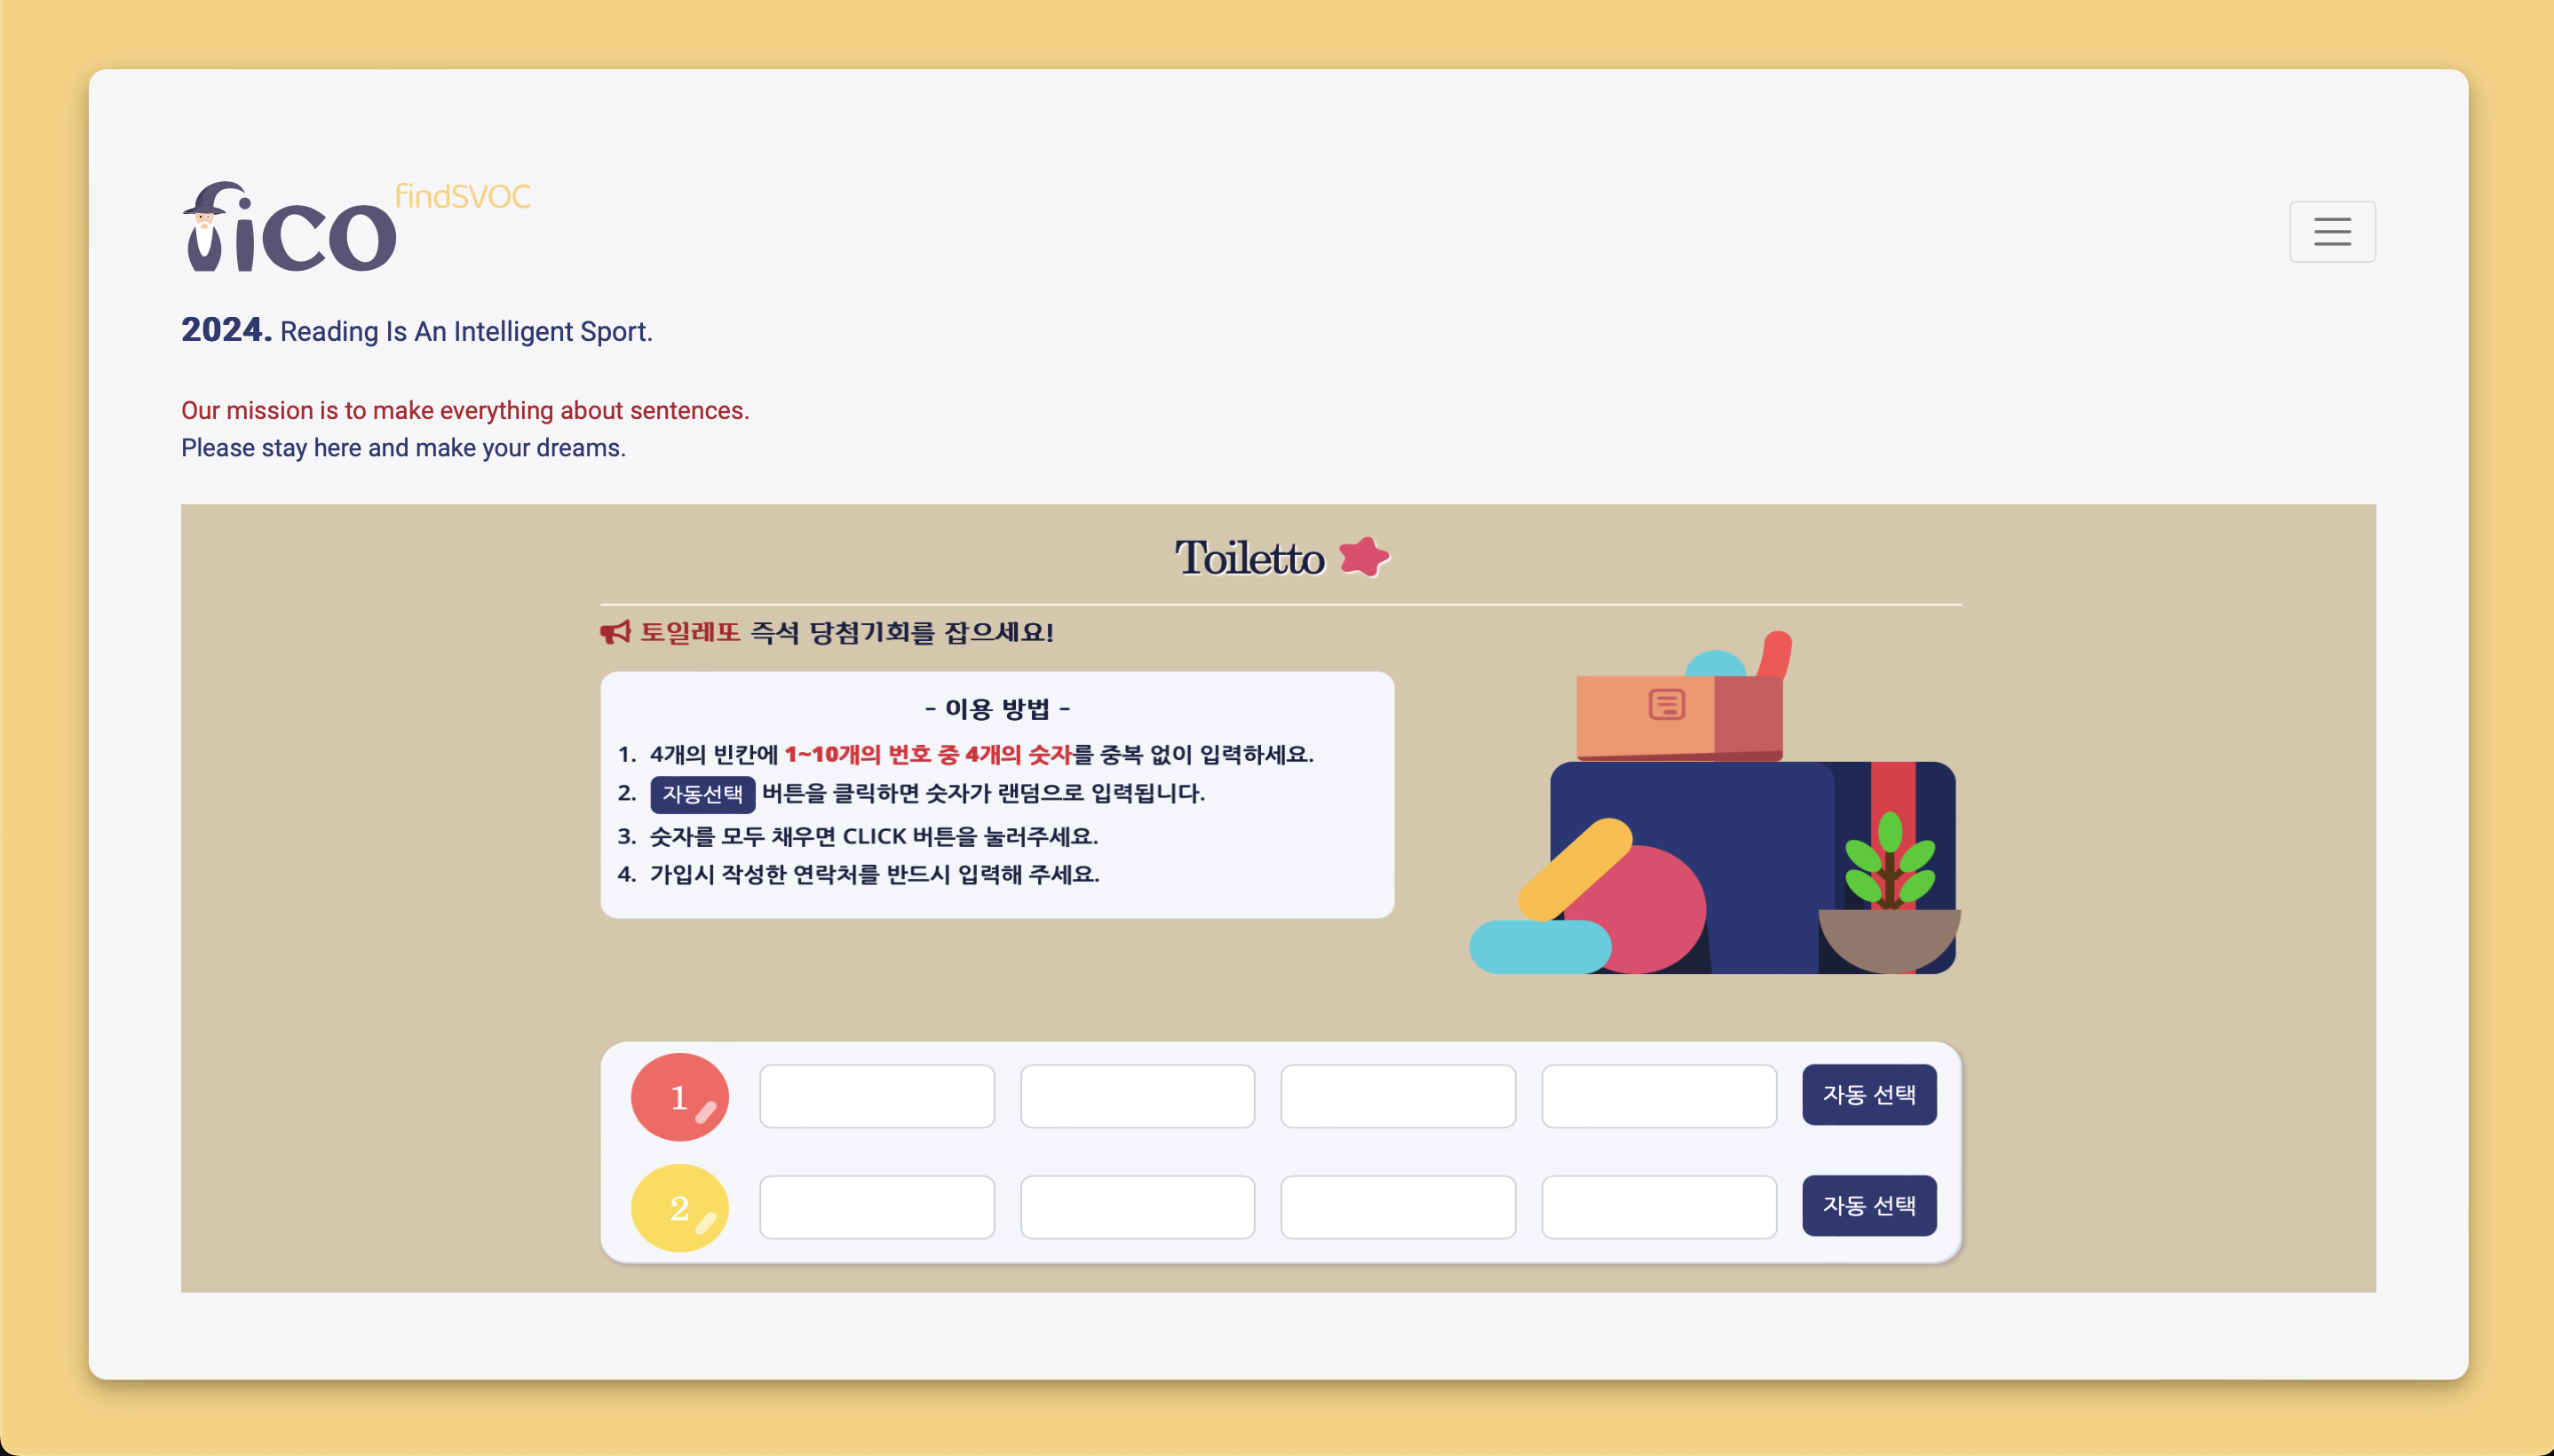 fico findSVOC
2024. Reading Is An Intelligent Sport.
Our mission is to make everything about sentences.
Please stay here and make your dreams.
Toiletto
토일레또 즉석 당첨기회를 잡으세요!
- 이용 방법 -
1. 4개의 빈칸에 1~10개의 번호 중 4개의 숫자를 중복 없이 입력하세요.
2. 자동선택 버튼을 클릭하면 숫자가 랜덤으로 입력됩니다.
3. 숫자를 모두 채우면 CLICK 버튼을 눌러주세요.
4. 가입시 작성한 연락처를 반드시 입력해 주세요.
1 자동 선택
2 자동 선택